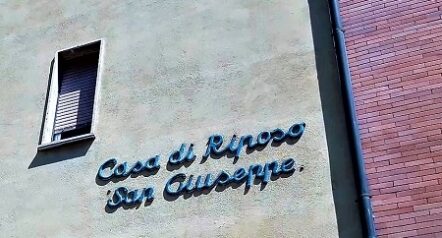 Casa di Riposo
San Giuseppe.